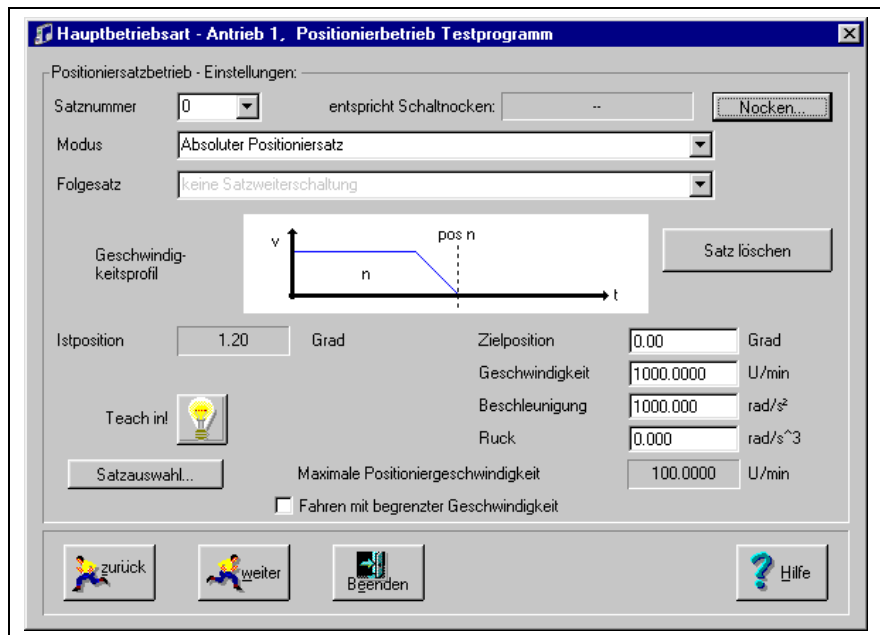 Hauptbetriebsart - Antrieb 1, Positionierbetrieb Testprogramm
Positioniersatzbetrieb - Einstellungen:
Satznummer 0 entspricht Schaltnocken: -- Nocken...
Modus Absoluter Positioniersatz
Folgesatz keine Satzweiterschaltung
v pos n
Geschwindig-
keitsprofil
n
t
Satz löschen
Istposition 1.20 Grad Zielposition 0.00 Grad
Geschwindigkeit 1000.0000 U/min
Beschleunigung 1000.000 rad/s²
Teach in!
Ruck 0.000 rad/s^3
Satzauswahl... Maximale Positioniergeschwindigkeit 100.0000 U/min
Fahren mit begrenzter Geschwindigkeit
zurück weiter Beenden ? Hilfe